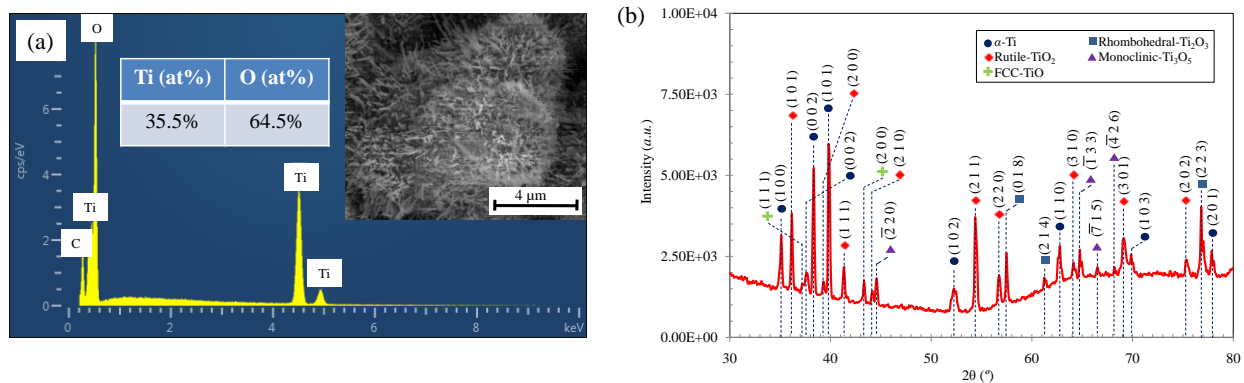 (a)
O
Ti (at%) O (at%)
35.5% 64.5%
4 μm
Ti
Ti
C
Ti
cps/eV
6
4
2
0
0 2 4 6 8 keV
(b)
Intensity (a.u.)
1.00E+04
7.50E+03
5.00E+03
2.50E+03
0.00E+00
30 40 50 60 70 80
2θ (º)
α-Ti
Rutile-TiO₂
FCC-TiO
Rhombohedral-Ti₂O₃
Monoclinic-Ti₃O₅
(1 1 1)
(1 0 0)
(1 0 1)
(0 0 2)
(1 0 1)
(2 0 0)
(0 0 2)
(1 1 1)
(2 0 0)
(2 1 0)
(2̅ 2 0)
(1 0 2)
(2 1 1)
(2 2 0)
(0 1 8)
(2 1 4)
(1 1 0)
(3 1 0)
(1̅ 3 3)
(7̅ 1 5)
(4̅ 2 6)
(3 0 1)
(1 0 3)
(2 0 2)
(2 2 3)
(2 0 1)